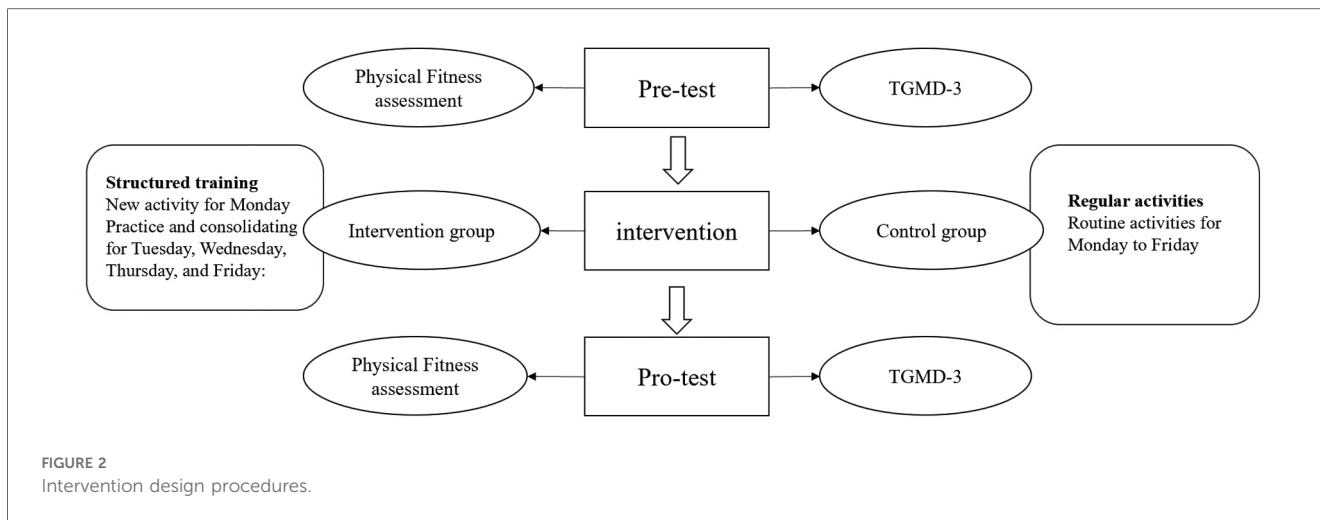 Physical Fitness
assessment
Pre-test
TGMD-3
Structured training
New activity for Monday
Practice and consolidating
for Tuesday, Wednesday,
Thursday, and Friday:
Intervention group
intervention
Control group
Regular activities
Routine activities for
Monday to Friday
Physical Fitness
assessment
Pro-test
TGMD-3
FIGURE 2
Intervention design procedures.